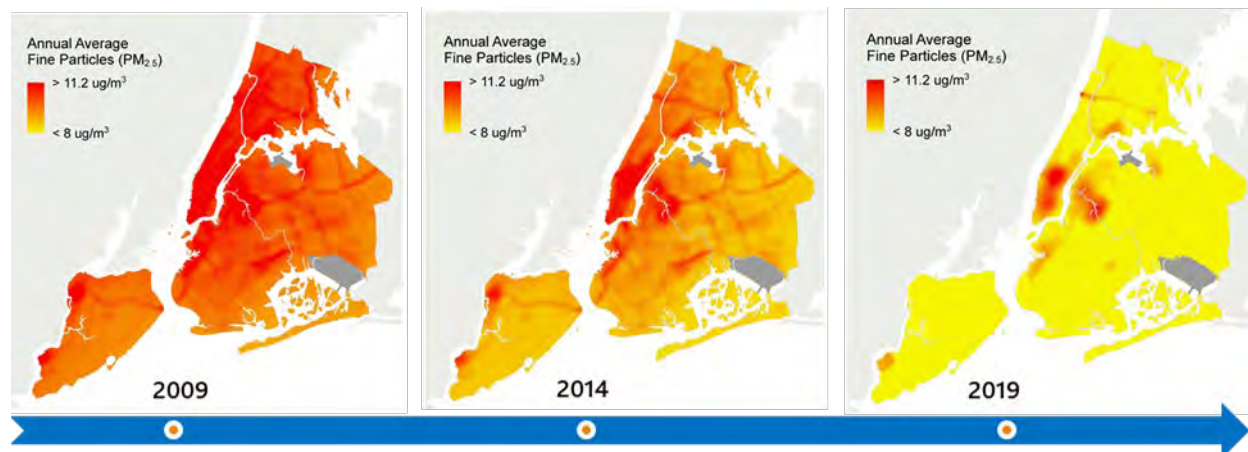 Annual Average
Fine Particles (PM2.5)
> 11.2 ug/m³
< 8 ug/m³
2009
Annual Average
Fine Particles (PM2.5)
> 11.2 ug/m³
< 8 ug/m³
2014
Annual Average
Fine Particles (PM2.5)
> 11.2 ug/m³
< 8 ug/m³
2019